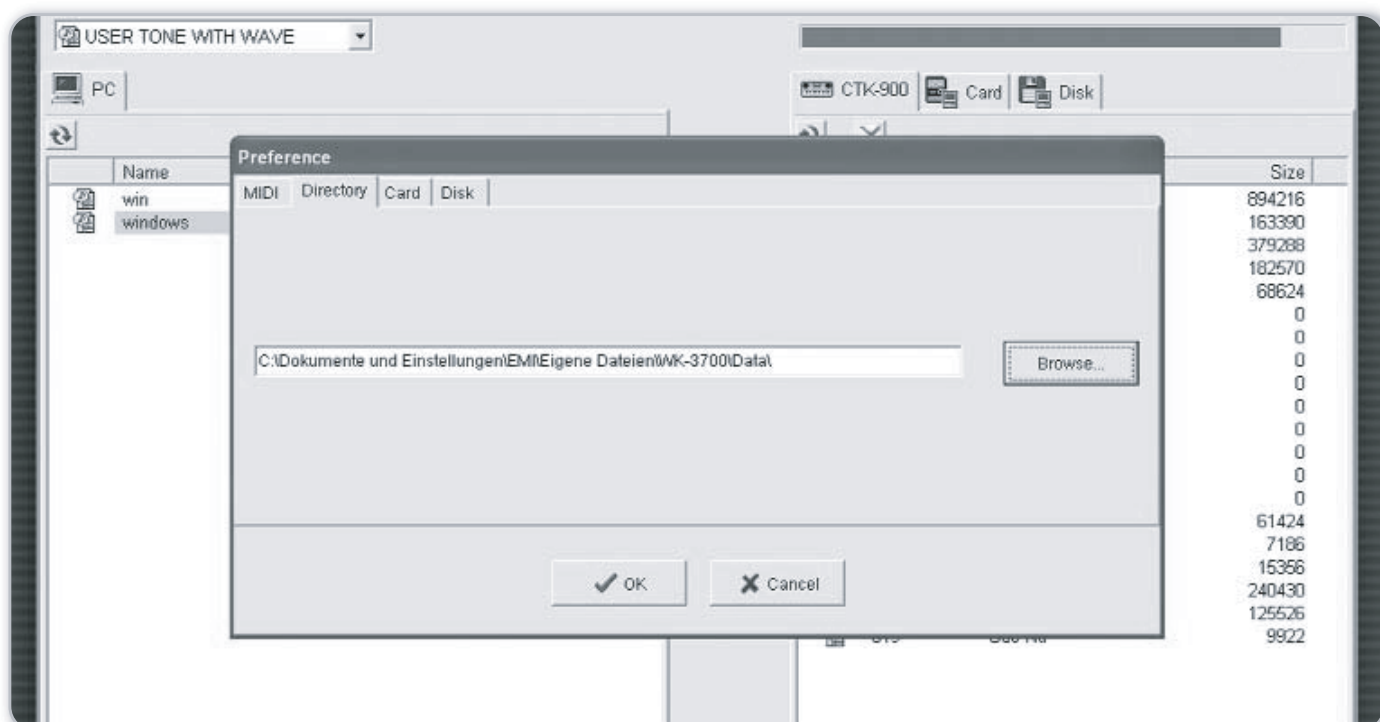 USER TONE WITH WAVE
PC
CTK-900 Card Disk
Name
win
windows
Preference
MIDI Directory Card Disk
C:\Dokumente und Einstellungen\EMI\Eigene Dateien\WK-3700\Data\
Browse...
OK Cancel
Size
894216
163390
379288
182570
68624
0
0
0
0
0
0
0
0
0
61424
7186
15356
240430
125526
9922